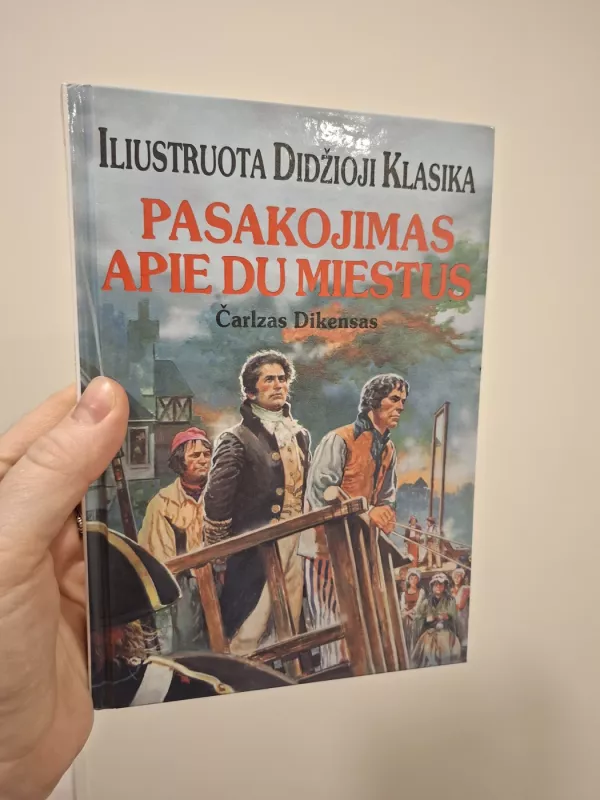 ILIUSTRUOTA DIDŽIOJI KLASIKA
PASAKOJIMAS
APIE DU MIESTUS
Čarlzas Dikensas